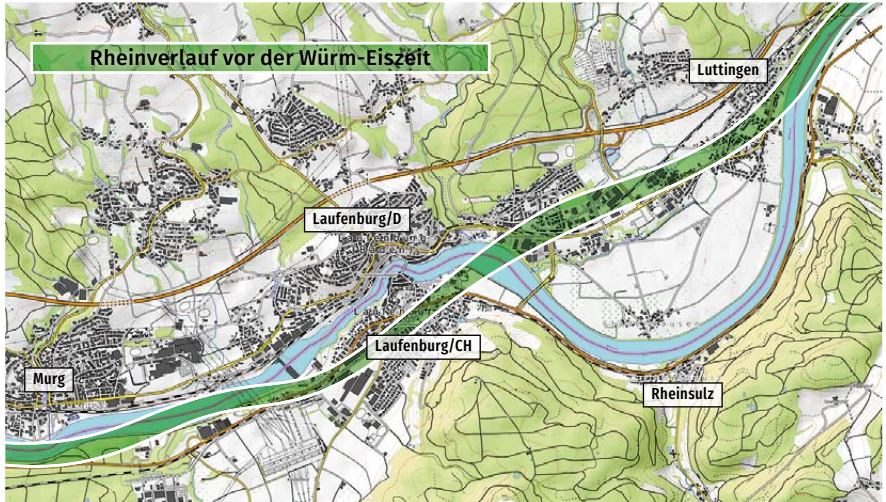 Rheinverlauf vor der Würm-Eiszeit
Luttingen
Laufenburg/D
Laufenburg/CH
Murg
Rheinsulz